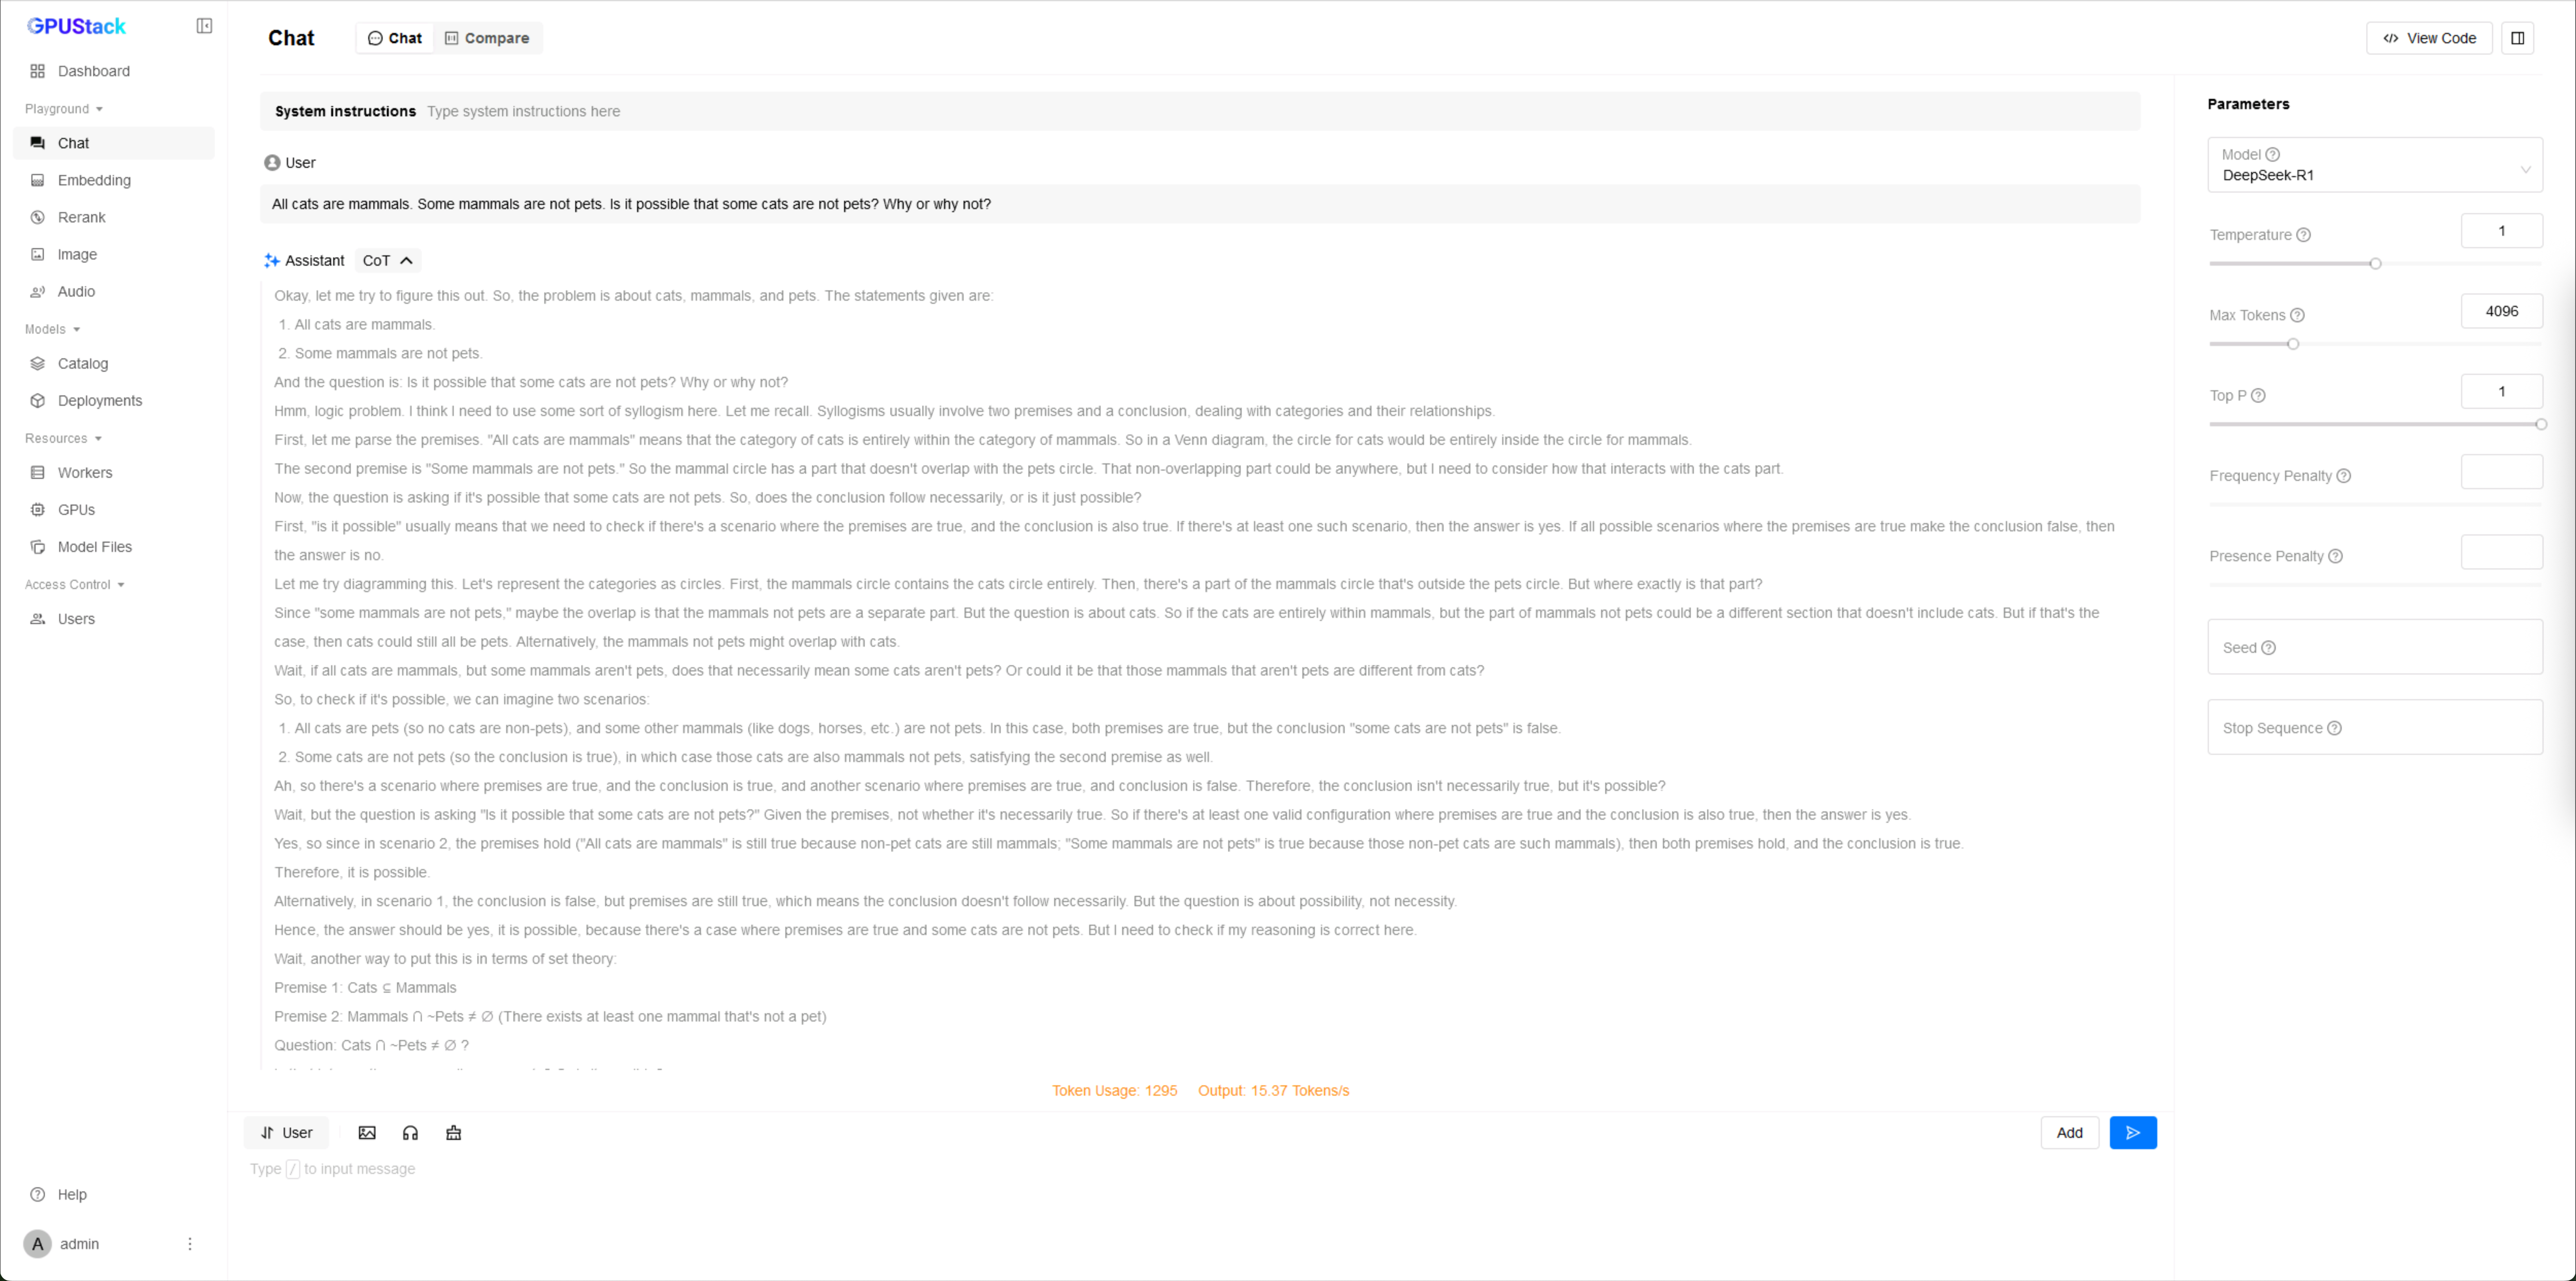 GPUStack
Dashboard
Playground
Chat
Embedding
Rerank
Image
Audio
Models
Catalog
Deployments
Resources
Workers
GPUs
Model Files
Access Control
Users
Help
A admin
Chat Chat Compare
View Code
System instructions Type system instructions here
User
All cats are mammals. Some mammals are not pets. Is it possible that some cats are not pets? Why or why not?
Assistant CoT
Okay, let me try to figure this out. So, the problem is about cats, mammals, and pets. The statements given are:
1. All cats are mammals.
2. Some mammals are not pets.
And the question is: Is it possible that some cats are not pets? Why or why not?
Hmm, logic problem. I think I need to use some sort of syllogism here. Let me recall. Syllogisms usually involve two premises and a conclusion, dealing with categories and their relationships.
First, let me parse the premises. "All cats are mammals" means that the category of cats is entirely within the category of mammals. So in a Venn diagram, the circle for cats would be entirely inside the circle for mammals.
The second premise is "Some mammals are not pets." So the mammal circle has a part that doesn't overlap with the pets circle. That non-overlapping part could be anywhere, but I need to consider how that interacts with the cats part.
Now, the question is asking if it's possible that some cats are not pets. So, does the conclusion follow necessarily, or is it just possible?
First, "is it possible" usually means that we need to check if there's a scenario where the premises are true, and the conclusion is also true. If there's at least one such scenario, then the answer is yes. If all possible scenarios where the premises are true make the conclusion false, then
the answer is no.
Let me try diagramming this. Let's represent the categories as circles. First, the mammals circle contains the cats circle entirely. Then, there's a part of the mammals circle that's outside the pets circle. But where exactly is that part?
Since "some mammals are not pets," maybe the overlap is that the mammals not pets are a separate part. But the question is about cats. So if the cats are entirely within mammals, but the part of mammals not pets could be a different section that doesn't include cats. But if that's the
case, then cats could still all be pets. Alternatively, the mammals not pets might overlap with cats.
Wait, if all cats are mammals, but some mammals aren't pets, does that necessarily mean some cats aren't pets? Or could it be that those mammals that aren't pets are different from cats?
So, to check if it's possible, we can imagine two scenarios:
1. All cats are pets (so no cats are non-pets), and some other mammals (like dogs, horses, etc.) are not pets. In this case, both premises are true, but the conclusion "some cats are not pets" is false.
2. Some cats are not pets (so the conclusion is true), in which case those cats are also mammals not pets, satisfying the second premise as well.
Ah, so there's a scenario where premises are true, and the conclusion is true, and another scenario where premises are true, and conclusion is false. Therefore, the conclusion isn't necessarily true, but it's possible?
Wait, but the question is asking "Is it possible that some cats are not pets?" Given the premises, not whether it's necessarily true. So if there's at least one valid configuration where premises are true and the conclusion is also true, then the answer is yes.
Yes, so since in scenario 2, the premises hold ("All cats are mammals" is still true because non-pet cats are still mammals; "Some mammals are not pets" is true because those non-pet cats are such mammals), then both premises hold, and the conclusion is true.
Therefore, it is possible.
Alternatively, in scenario 1, the conclusion is false, but premises are still true, which means the conclusion doesn't follow necessarily. But the question is about possibility, not necessity.
Hence, the answer should be yes, it is possible, because there's a case where premises are true and some cats are not pets. But I need to check if my reasoning is correct here.
Wait, another way to put this is in terms of set theory:
Premise 1: Cats ⊆ Mammals
Premise 2: Mammals ∩ ~Pets ≠ ∅ (There exists at least one mammal that's not a pet)
Question: Cats ∩ ~Pets ≠ ∅ ?
Token Usage: 1295 Output: 15.37 Tokens/s
User
Add
Type / to input message
Parameters
Model
DeepSeek-R1
Temperature 1
Max Tokens 4096
Top P 1
Frequency Penalty
Presence Penalty
Seed
Stop Sequence